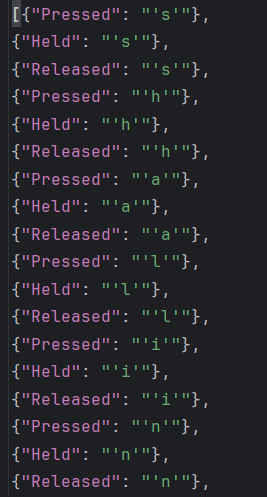 [{"Pressed": "'s'"},
{"Held": "'s'"},
{"Released": "'s'"},
{"Pressed": "'h'"},
{"Held": "'h'"},
{"Released": "'h'"},
{"Pressed": "'a'"},
{"Held": "'a'"},
{"Released": "'a'"},
{"Pressed": "'l'"},
{"Held": "'l'"},
{"Released": "'l'"},
{"Pressed": "'i'"},
{"Held": "'i'"},
{"Released": "'i'"},
{"Pressed": "'n'"},
{"Held": "'n'"},
{"Released": "'n'"},